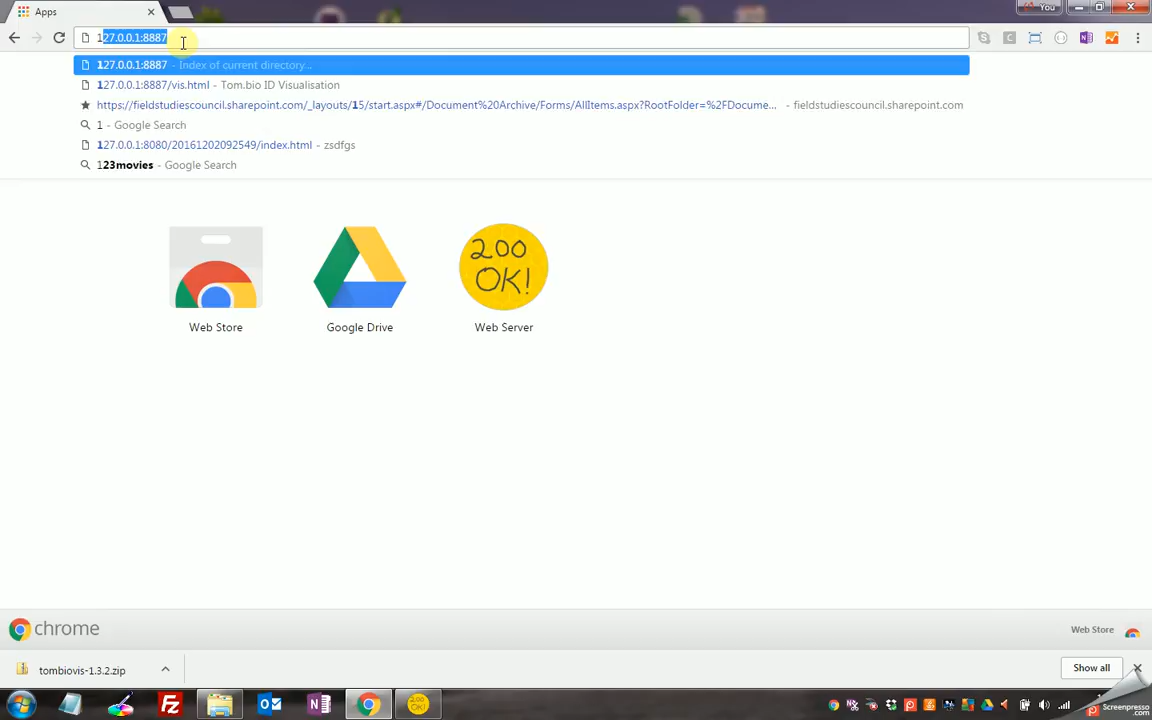 Apps
You
127.0.0.1:8887
127.0.0.1:8887 - Index of current directory...
127.0.0.1:8887/vis.html - Tom.bio ID Visualisation
https://fieldstudiescouncil.sharepoint.com/_layouts/15/start.aspx#/Document%20Archive/Forms/AllItems.aspx?RootFolder=%2FDocume... - fieldstudiescouncil.sharepoint.com
1 - Google Search
127.0.0.1:8080/20161202092549/index.html - zsdfgs
123movies - Google Search
200 OK!
Web Store
Google Drive
Web Server
chrome
Web Store
tombiovis-1.3.2.zip
Show all
Screenpresso
.com